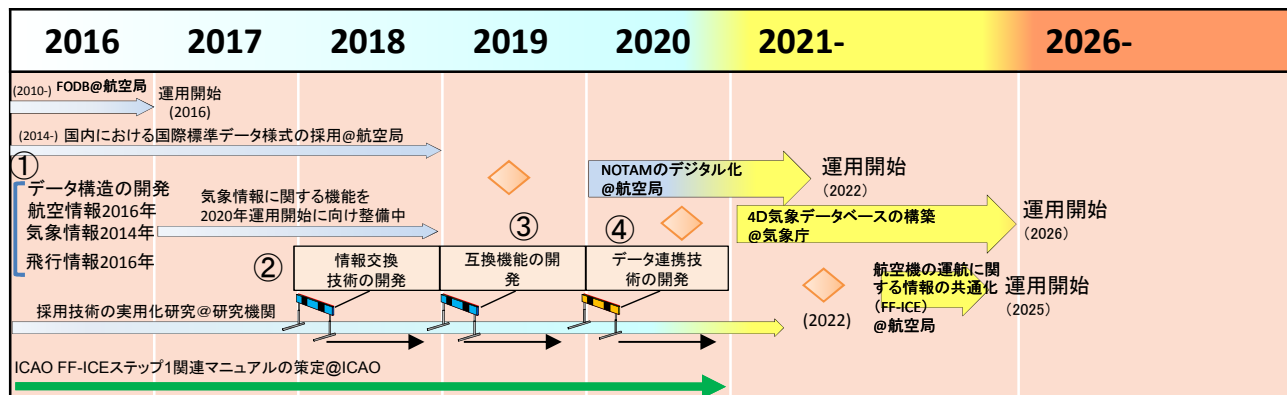 2016
2017
2018
2019
2020
2021-
2026-
(2010-) FODB@航空局
運用開始
(2016)
(2014-) 国内における国際標準データ様式の採用@航空局
①
データ構造の開発
航空情報2016年
気象情報2014年
飛行情報2016年
気象情報に関する機能を
2020年運用開始に向け整備中
②
情報交換
技術の開発
③
互換機能の開
発
④
データ連携技
術の開発
NOTAMのデジタル化
@航空局
運用開始
(2022)
4D気象データベースの構築
@気象庁
運用開始
(2026)
航空機の運航に関
する情報の共通化
(FF-ICE)
@航空局
(2022)
運用開始
(2025)
採用技術の実用化研究@研究機関
ICAO FF-ICEステップ1関連マニュアルの策定@ICAO